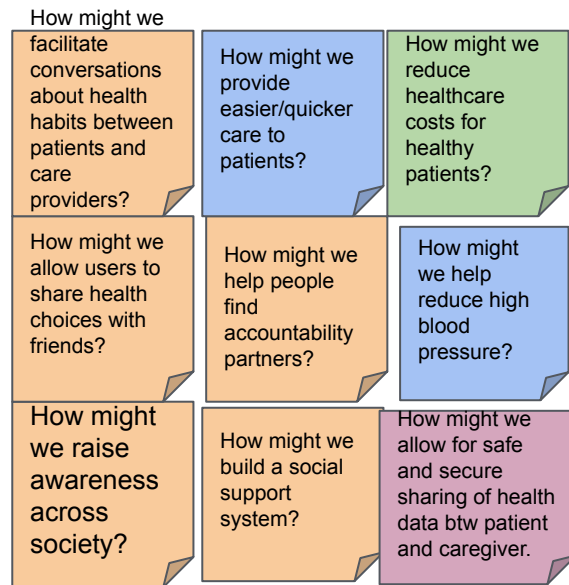 How might we
facilitate
conversations
about health
habits between
patients and
care
providers?
How might we
provide
easier/quicker
care to
patients?
How might we
reduce
healthcare
costs for
healthy
patients?
How might we
allow users to
share health
choices with
friends?
How might we
help people
find
accountability
partners?
How might
we help
reduce high
blood
pressure?
How might
we raise
awareness
across
society?
How might we
build a social
support
system?
How might we
allow for safe
and secure
sharing of health
data btw patient
and caregiver.